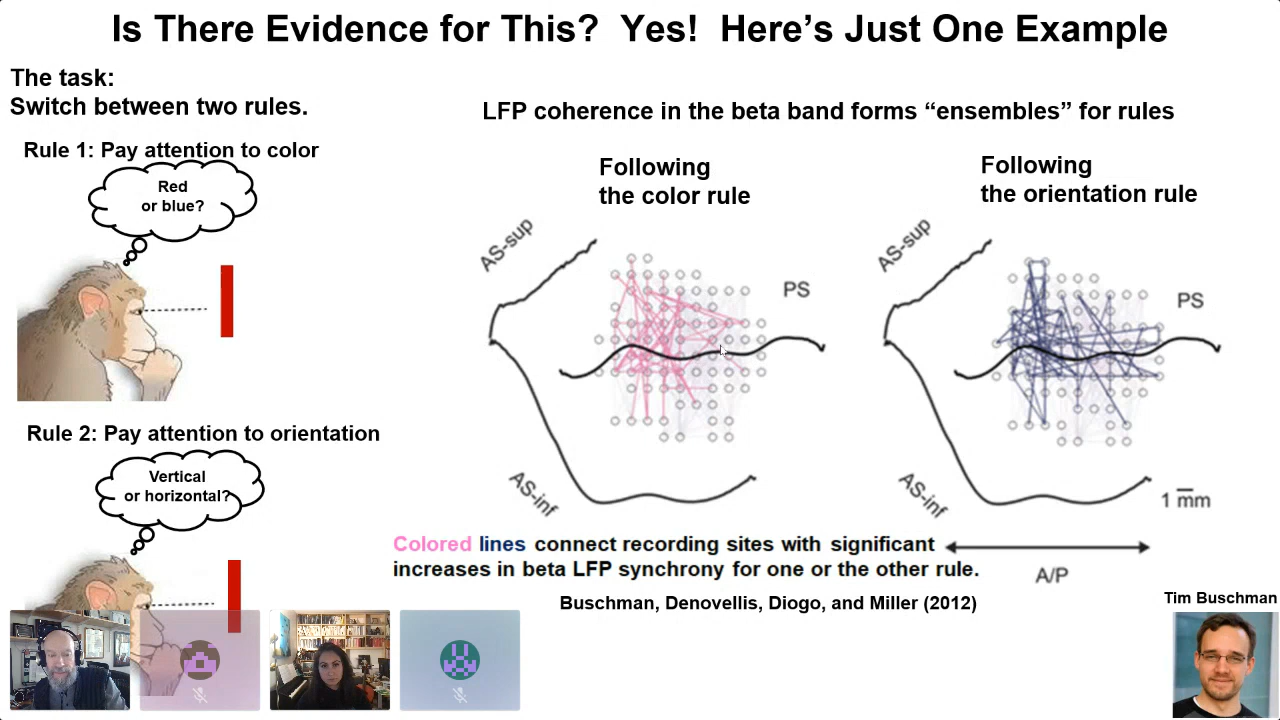 Is There Evidence for This?  Yes!  Here's Just One Example
The task:
Switch between two rules.
Rule 1: Pay attention to color
Red
or blue?
Rule 2: Pay attention to orientation
Vertical
or horizontal?
LFP coherence in the beta band forms “ensembles” for rules
Following
the color rule
AS-sup
PS
AS-inf
Following
the orientation rule
AS-sup
PS
AS-inf
1 mm
A/P
Colored lines connect recording sites with significant
increases in beta LFP synchrony for one or the other rule.
Buschman, Denovellis, Diogo, and Miller (2012)
Tim Buschman